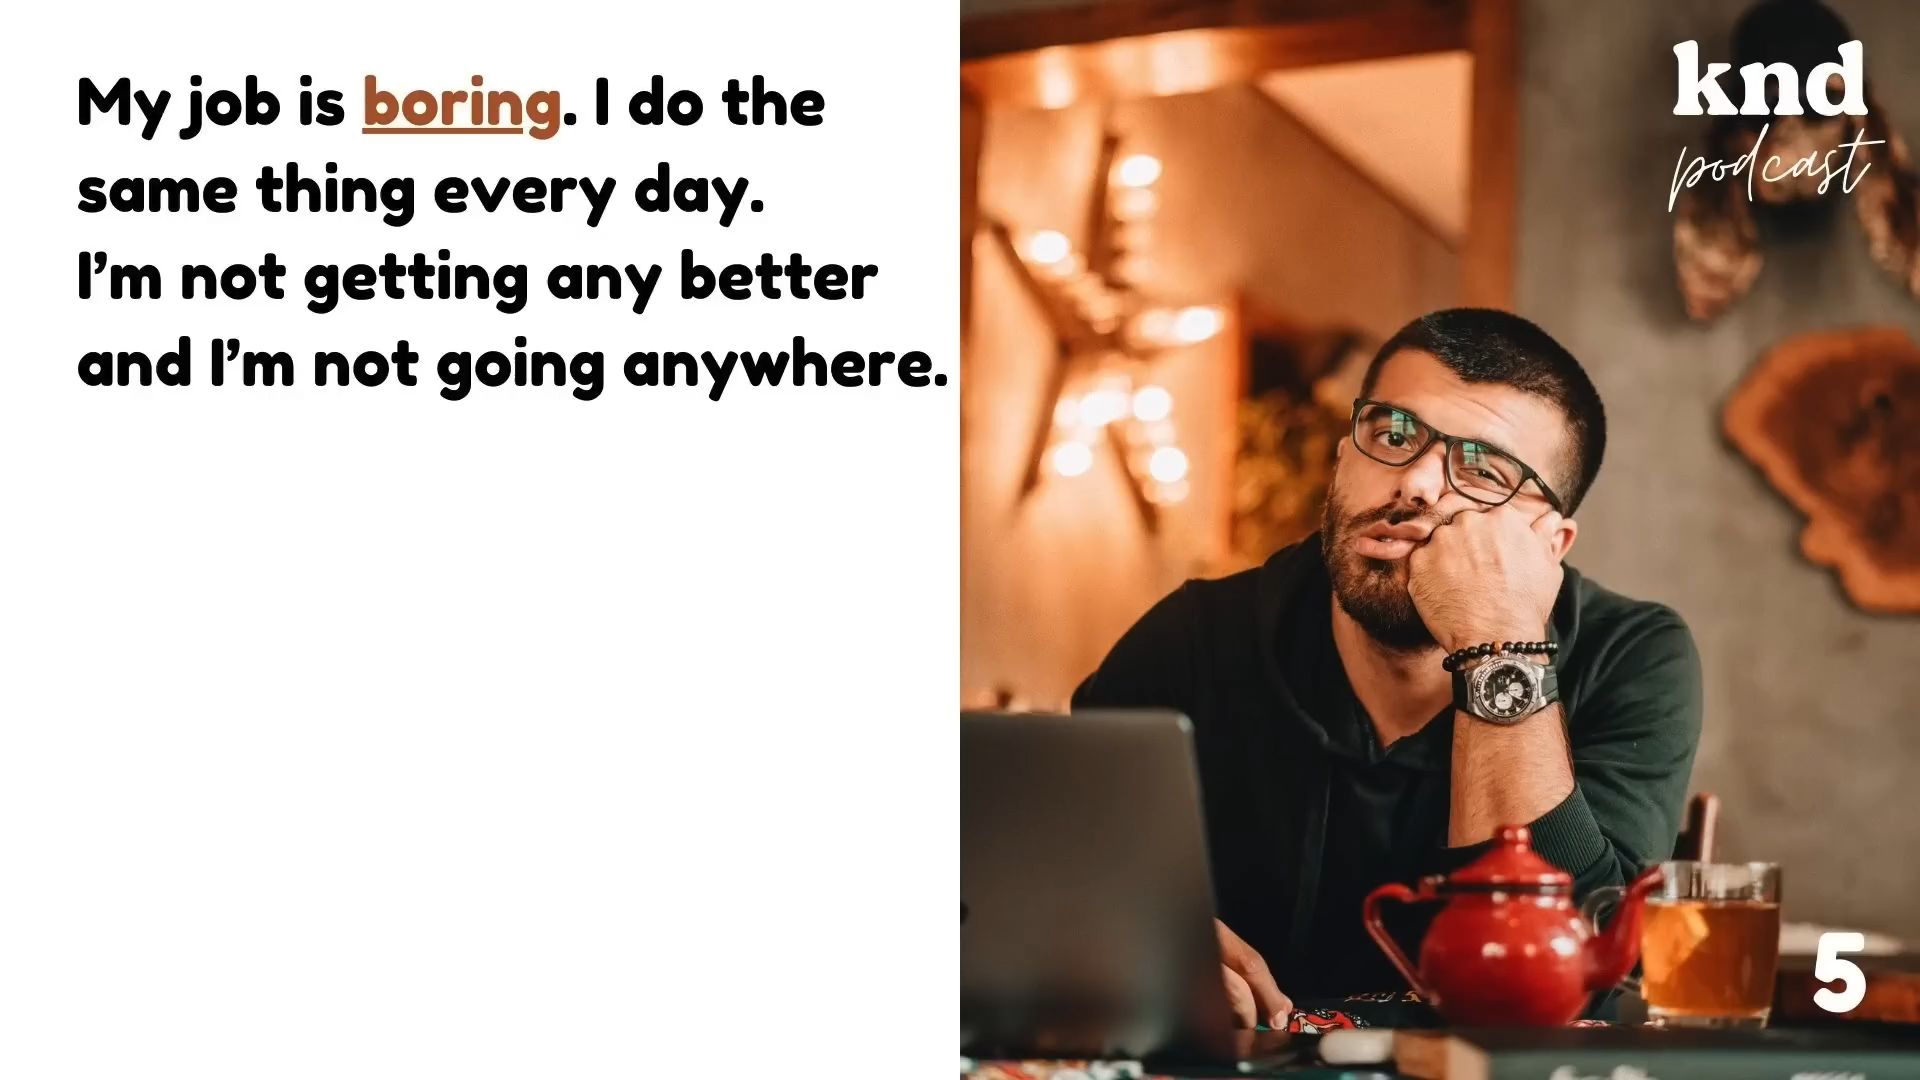 My job is boring. I do the
same thing every day.
I'm not getting any better
and I'm not going anywhere.
knd
podcast
5